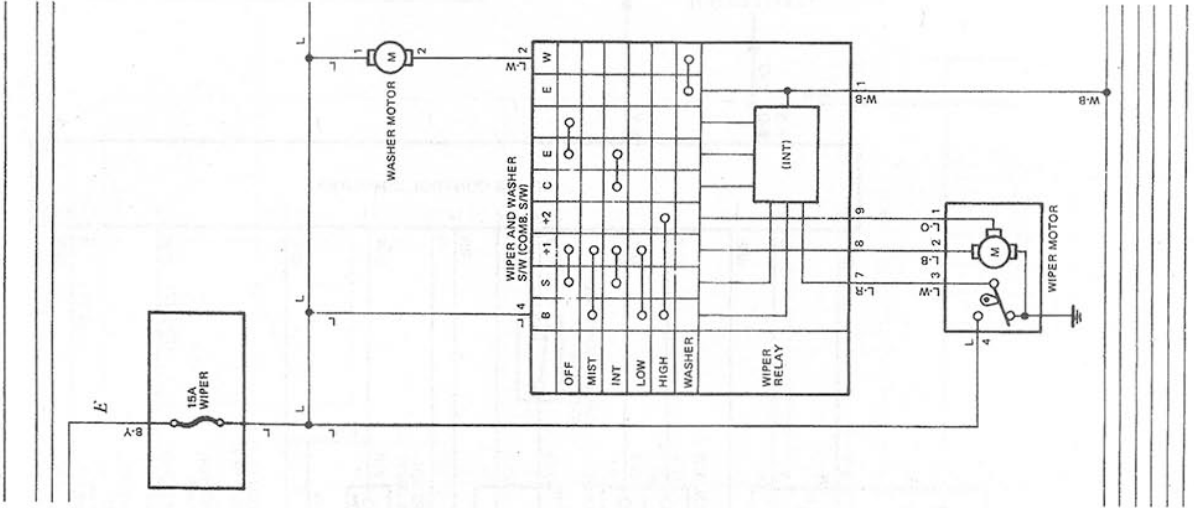 E
B-Y
15A
WIPER
L
L
L
L
L
L
L
1
M
2
WASHER MOTOR
L-W
2
WIPER AND WASHER
S/W (COMB. S/W)
L
4
B
S
+1
+2
C
E
E
W
OFF
MIST
INT
LOW
HIGH
WASHER
WIPER
RELAY
(INT)
1
W-B
W-B
9
8
7
L-R
L-O
1
L-B
2
L-W
3
L
4
M
WIPER MOTOR